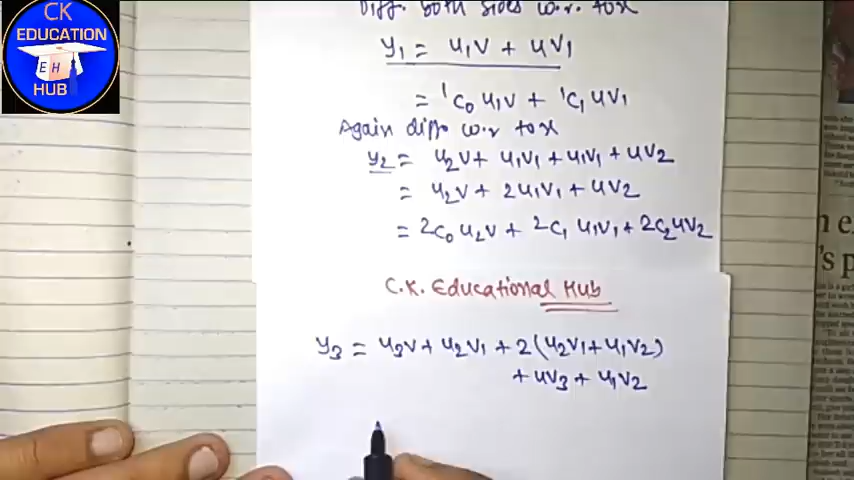 CK
EDUCATION
EH
HUB
Diff. both sides w.r. to x
y₁ = u₁v + uv₁
= ¹C₀ u₁v + ¹C₁ uv₁
Again diff. w.r to x
y₂ = u₂v + u₁v₁ + u₁v₁ + uv₂
= u₂v + 2u₁v₁ + uv₂
= ²C₀ u₂v + ²C₁ u₁v₁ + ²C₂ uv₂
C.K. Educational Hub
y₃ = u₃v + u₂v₁ + 2(u₂v₁ + u₁v₂)
+ uv₃ + u₁v₂